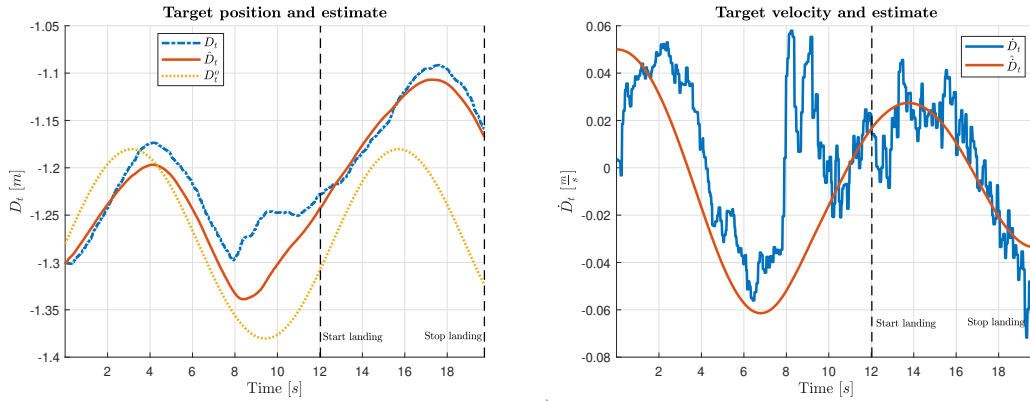 Target position and estimate
-1.05
-1.1
-1.15
-1.2
-1.25
-1.3
-1.35
-1.4
D_t [m]
D_t
D̂_t
D_t^o
Start landing
Stop landing
2 4 6 8 10 12 14 16 18
Time [s]
Target velocity and estimate
0.06
0.04
0.02
0
-0.02
-0.04
-0.06
-0.08
Ḋ_t [m/s]
Ḋ_t
Ḋ̂_t
Start landing
Stop landing
2 4 6 8 10 12 14 16 18
Time [s]